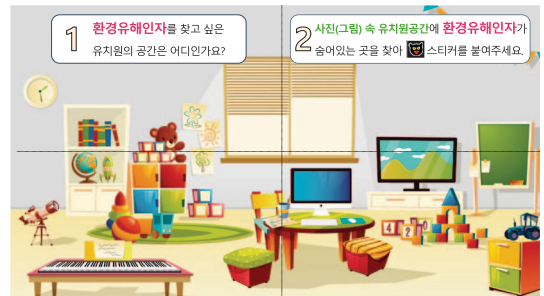 1 환경유해인자를 찾고 싶은
유치원의 공간은 어디인가요?
2 사진(그림) 속 유치원공간에 환경유해인자가
숨어있는 곳을 찾아 스티커를 붙여주세요.
4 2 0